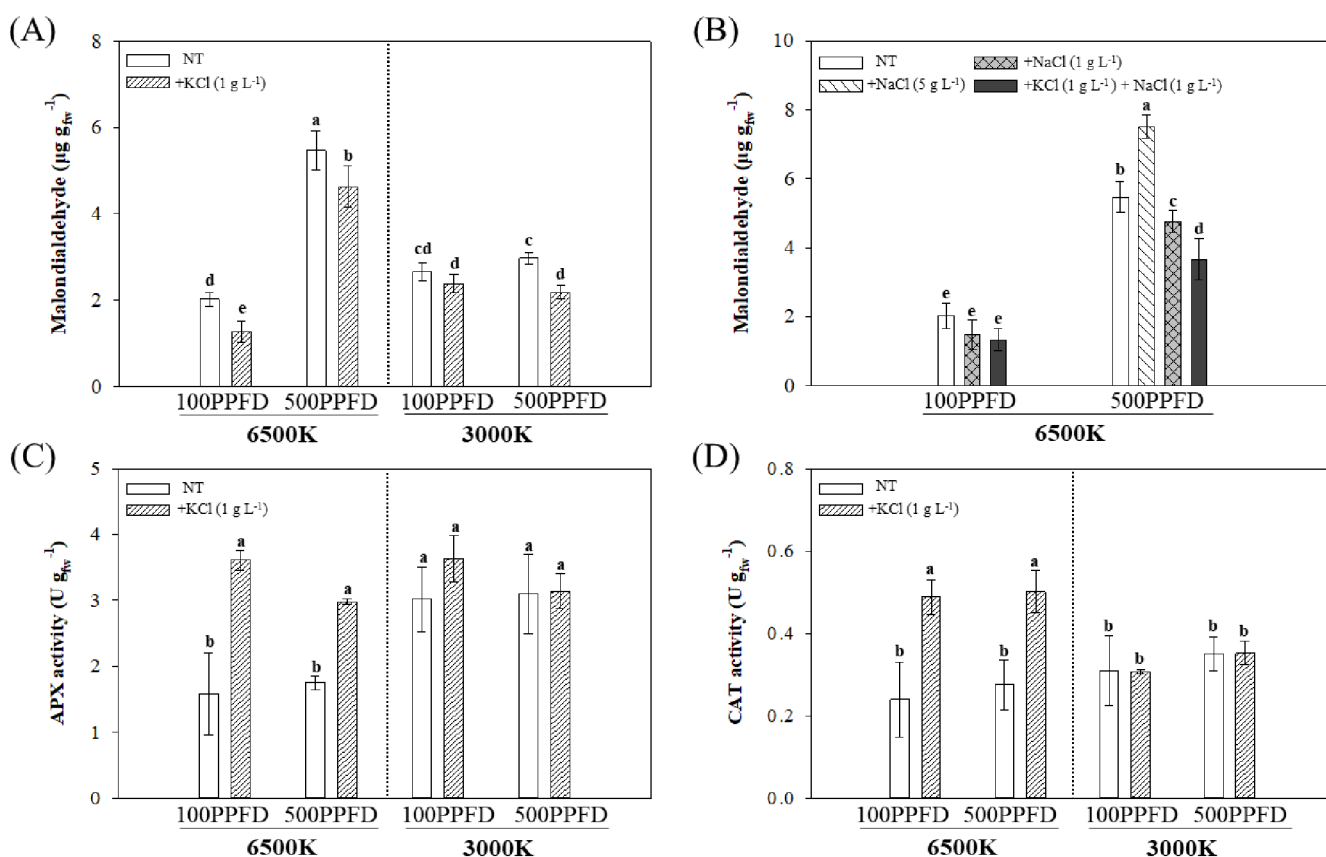 (A)
8
6
4
2
0
Malondialdehyde (µg gfw-1)
NT
+KCl (1 g L-1)
d
e
a
b
cd
d
c
d
100PPFD 500PPFD 100PPFD 500PPFD
6500K 3000K
(B)
10
8
6
4
2
0
Malondialdehyde (µg gfw-1)
NT
+NaCl (1 g L-1)
+NaCl (5 g L-1)
+KCl (1 g L-1) + NaCl (1 g L-1)
e
e
e
b
a
c
d
100PPFD 500PPFD
6500K
(C)
5
4
3
2
1
0
APX activity (U gfw-1)
NT
+KCl (1 g L-1)
b
a
b
a
a
a
a
a
100PPFD 500PPFD 100PPFD 500PPFD
6500K 3000K
(D)
0.8
0.6
0.4
0.2
0.0
CAT activity (U gfw-1)
NT
+KCl (1 g L-1)
b
a
b
a
b
b
b
b
100PPFD 500PPFD 100PPFD 500PPFD
6500K 3000K